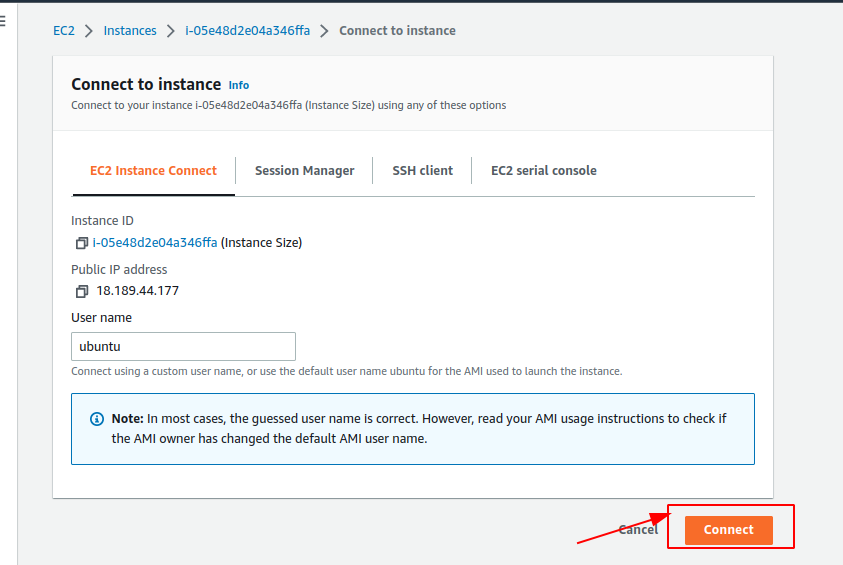 EC2 > Instances > i-05e48d2e04a346ffa > Connect to instance
Connect to instance Info
Connect to your instance i-05e48d2e04a346ffa (Instance Size) using any of these options
EC2 Instance Connect Session Manager SSH client EC2 serial console
Instance ID
i-05e48d2e04a346ffa (Instance Size)
Public IP address
18.189.44.177
User name
ubuntu
Connect using a custom user name, or use the default user name ubuntu for the AMI used to launch the instance.
Note: In most cases, the guessed user name is correct. However, read your AMI usage instructions to check if
the AMI owner has changed the default AMI user name.
Cancel Connect